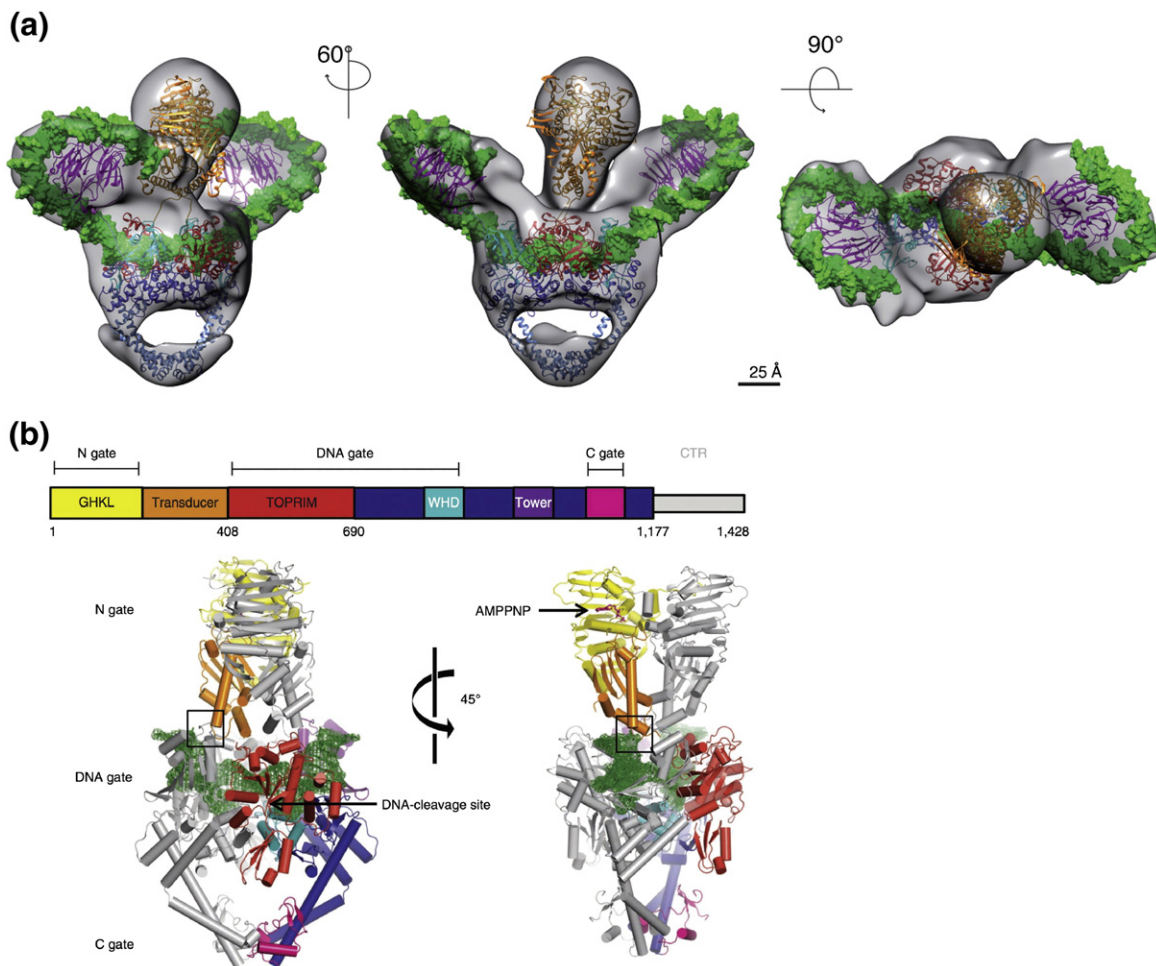 (a)
60°
90°
25 Å
(b)
N gate DNA gate C gate CTR
GHKL Transducer TOPRIM WHD Tower
1 408 690 1,177 1,428
N gate
AMPPNP
45°
DNA gate
DNA-cleavage site
C gate